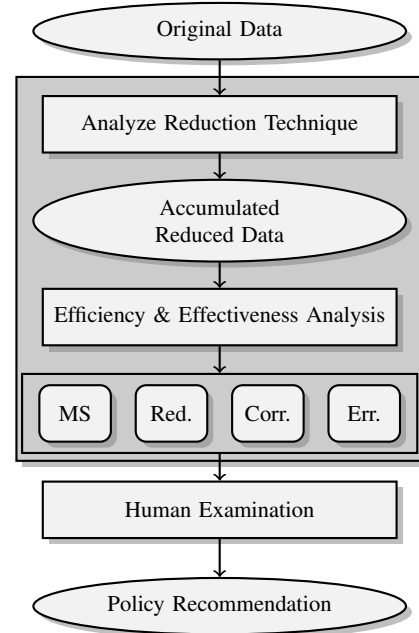 Original Data
Analyze Reduction Technique
Accumulated
Reduced Data
Efficiency & Effectiveness Analysis
MS Red. Corr. Err.
Human Examination
Policy Recommendation